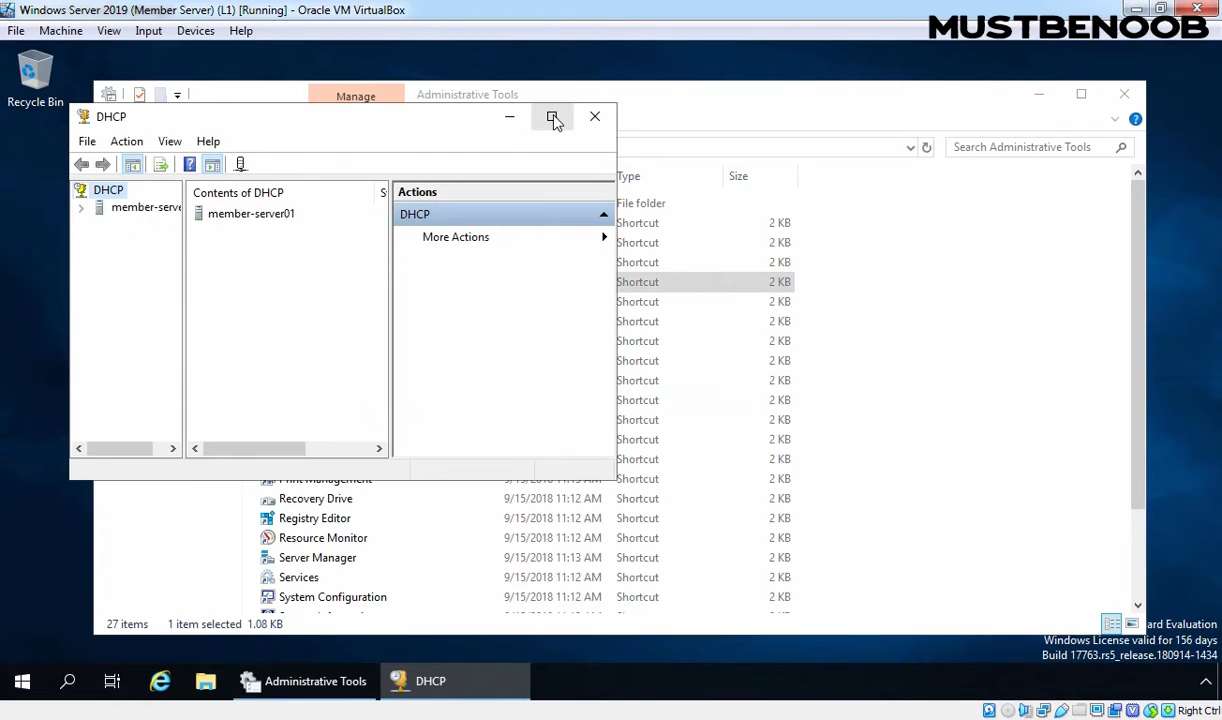 Windows Server 2019 (Member Server) (L1) [Running] - Oracle VM VirtualBox
File Machine View Input Devices Help
MUSTBENOOB
Recycle Bin
Manage Administrative Tools
DHCP
File Action View Help
Search Administrative Tools
DHCP
member-serve
Contents of DHCP S
member-server01
Actions
DHCP
More Actions
Type Size
File folder
Shortcut 2 KB
Shortcut 2 KB
Shortcut 2 KB
Shortcut 2 KB
Shortcut 2 KB
Shortcut 2 KB
Shortcut 2 KB
Shortcut 2 KB
Shortcut 2 KB
Shortcut 2 KB
Shortcut 2 KB
Shortcut 2 KB
Shortcut 2 KB
Print Management 9/15/2018 11:13 AM Shortcut 2 KB
Recovery Drive 9/15/2018 11:12 AM Shortcut 2 KB
Registry Editor 9/15/2018 11:12 AM Shortcut 2 KB
Resource Monitor 9/15/2018 11:12 AM Shortcut 2 KB
Server Manager 9/15/2018 11:13 AM Shortcut 2 KB
Services 9/15/2018 11:12 AM Shortcut 2 KB
System Configuration 9/15/2018 11:12 AM Shortcut 2 KB
27 items 1 item selected 1.08 KB
ard Evaluation
Windows License valid for 156 days
Build 17763.rs5_release.180914-1434
Administrative Tools DHCP
Right Ctrl